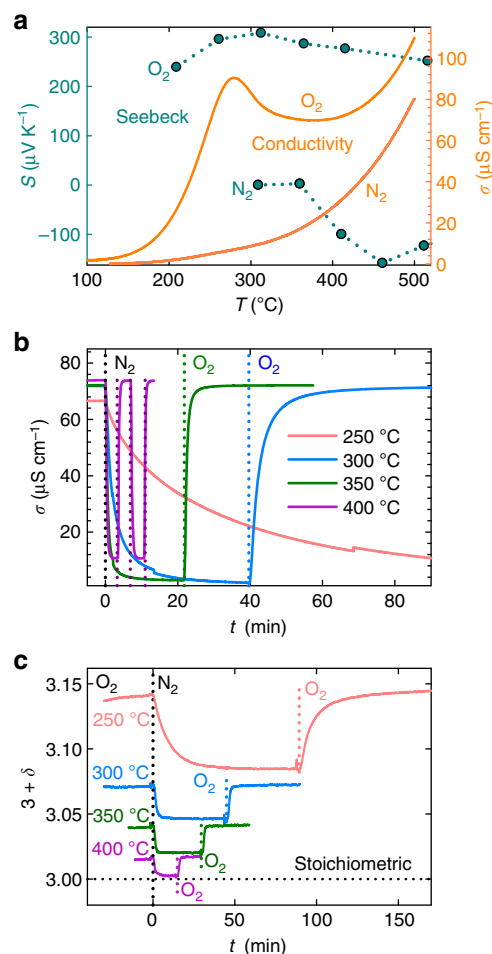 a
300
200
100
0
−100
S (μV K⁻¹)
O₂
Seebeck
O₂
Conductivity
N₂
N₂
100
80
60
40
20
0
σ (μS cm⁻¹)
100 200 300 400 500
T (°C)
b
80
60
40
20
σ (μS cm⁻¹)
N₂ O₂ O₂
250 °C
300 °C
350 °C
400 °C
0 20 40 60 80
t (min)
c
3.15
3.10
3.05
3.00
3 + δ
O₂ N₂ O₂
250 °C
300 °C O₂
350 °C
O₂
400 °C
O₂
Stoichiometric
0 50 100 150
t (min)